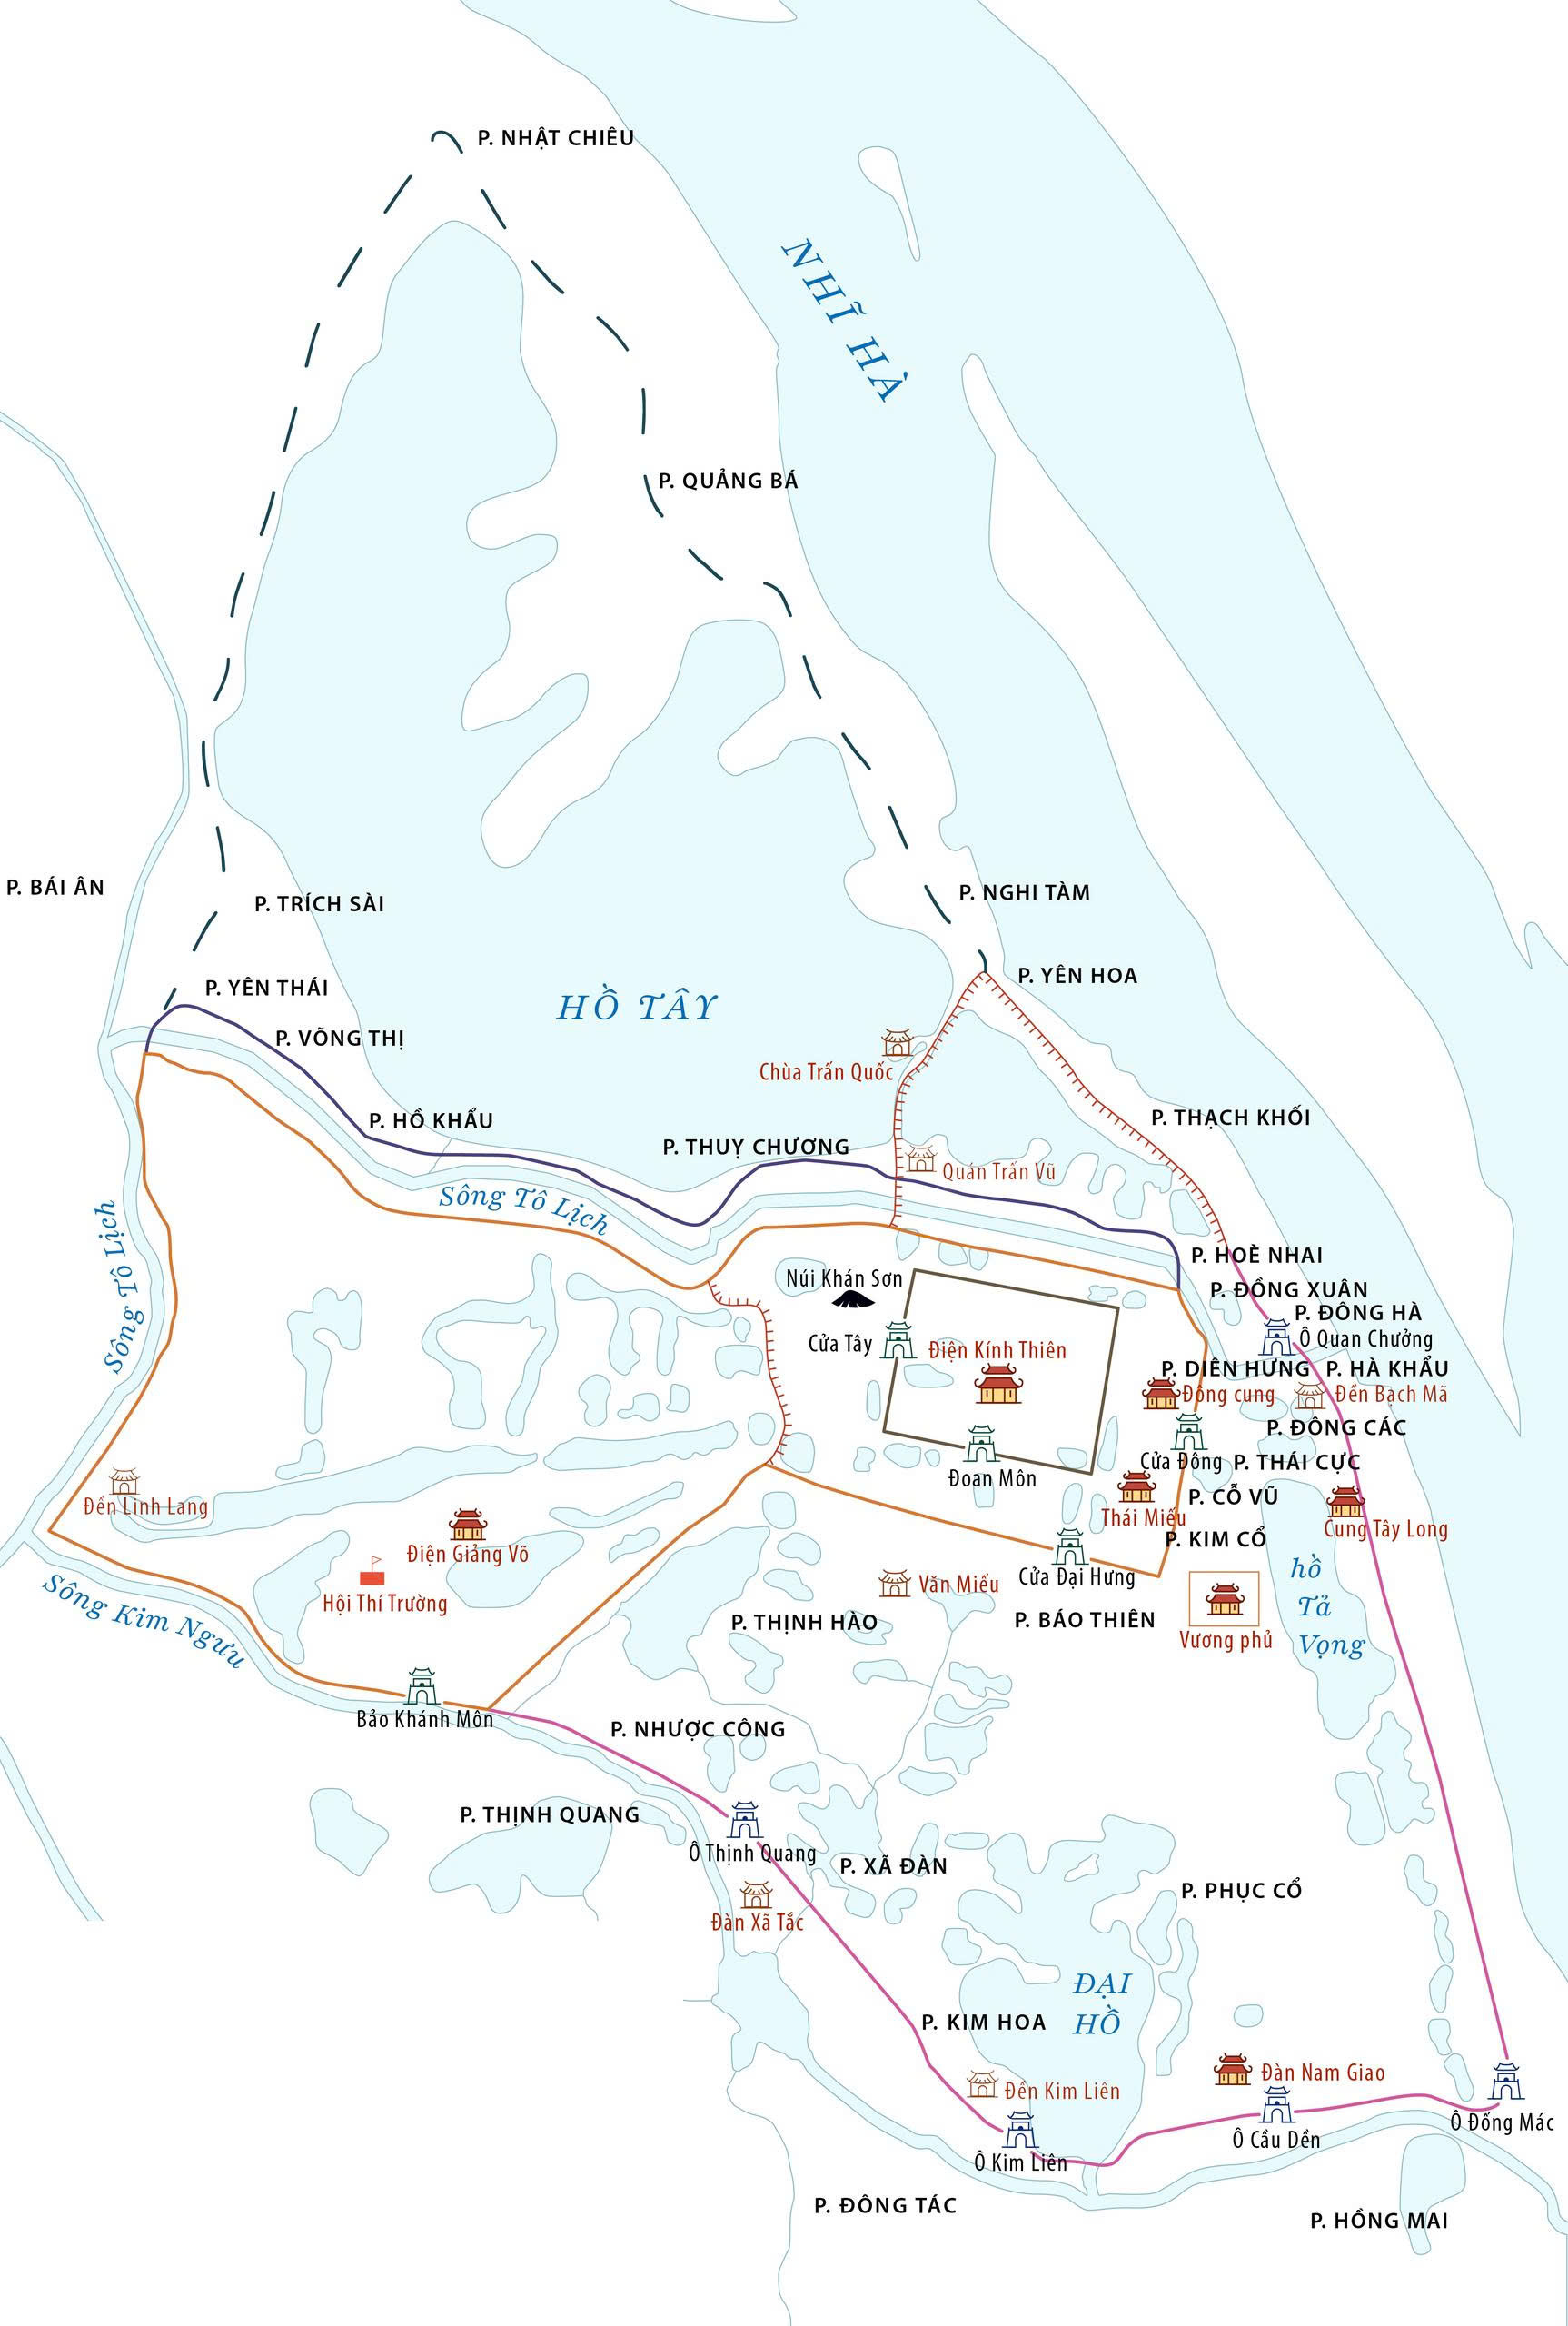 P. NHẬT CHIÊU
NHĨ HÀ
P. QUẢNG BÁ
P. BÁI ÂN
P. TRÍCH SÀI
P. NGHI TÀM
P. YÊN THÁI
P. YÊN HOA
HỒ TÂY
P. VÕNG THỊ
Chùa Trấn Quốc
P. HỒ KHẨU
P. THẠCH KHỐI
P. THUỴ CHƯƠNG
Quán Trấn Vũ
Sông Tô Lịch
Sông Tô Lịch
P. HOÈ NHAI
Núi Khán Sơn
P. ĐỒNG XUÂN
P. ĐÔNG HÀ
Ô Quan Chưởng
Cửa Tây
Điện Kính Thiên
P. DIÊN HƯNG
P. HÀ KHẨU
Đông cung
Đền Bạch Mã
P. ĐÔNG CÁC
Cửa Đông
P. THÁI CỰC
Đoan Môn
P. CỔ VŨ
Đền Linh Lang
Thái Miếu
Cung Tây Long
P. KIM CỔ
Điện Giảng Võ
hồ
Tả
Vọng
Cửa Đại Hưng
Văn Miếu
Hội Thí Trường
Sông Kim Ngưu
P. THỊNH HÀO
P. BÁO THIÊN
Vương phủ
Bảo Khánh Môn
P. NHƯỢC CÔNG
P. THỊNH QUANG
Ô Thịnh Quang
P. XÃ ĐÀN
P. PHỤC CỔ
Đàn Xã Tắc
ĐẠI
HỒ
P. KIM HOA
Đàn Nam Giao
Đền Kim Liên
Ô Đống Mác
Ô Cầu Dền
Ô Kim Liên
P. ĐÔNG TÁC
P. HỒNG MAI